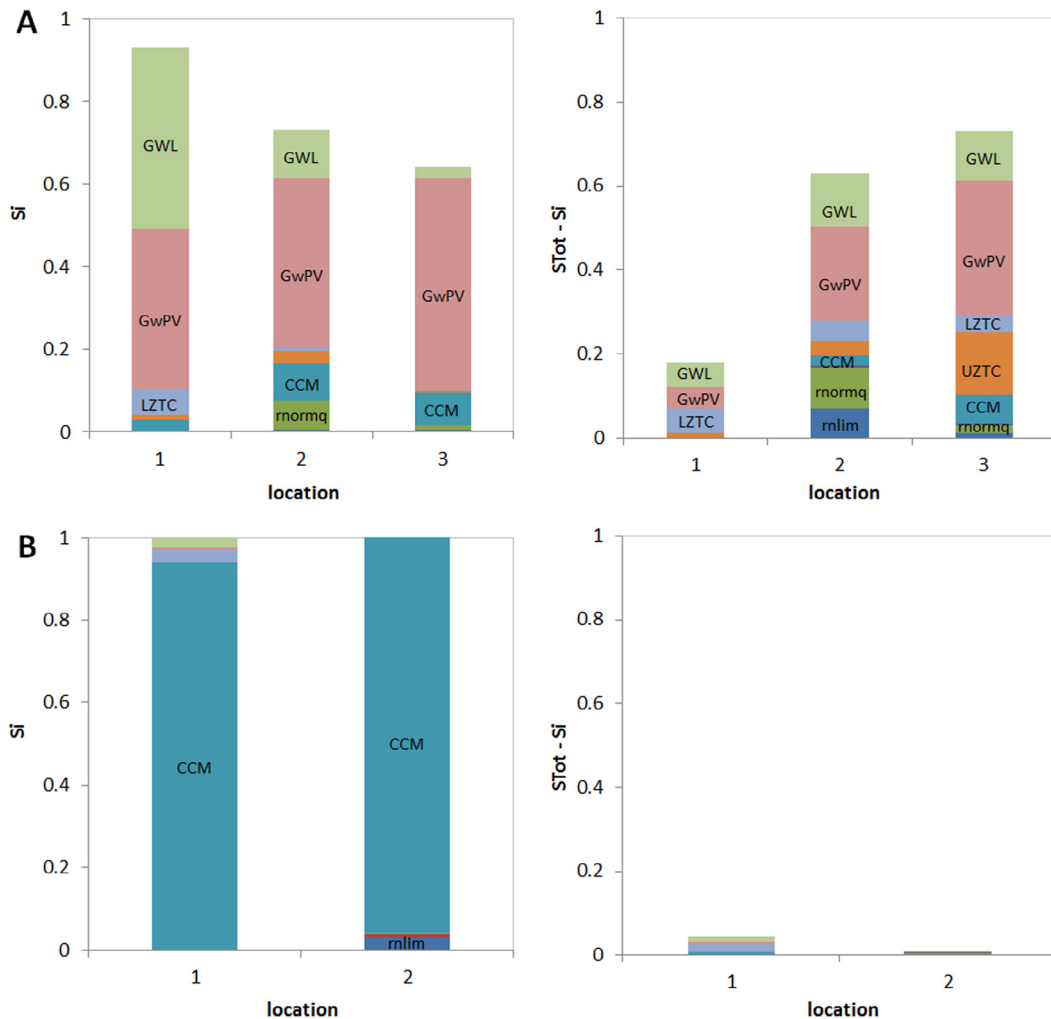 A
1
0.8
0.6
0.4
0.2
0
Si
GWL
GwPV
LZTC
GWL
GwPV
CCM
rnormq
GwPV
CCM
1 2 3
location
1
0.8
0.6
0.4
0.2
0
STot - Si
GWL
GwPV
LZTC
GWL
GwPV
CCM
rnormq
rnlim
GWL
GwPV
LZTC
UZTC
CCM
rnormq
1 2 3
location
B
1
0.8
0.6
0.4
0.2
0
Si
CCM
CCM
rnlim
1 2
location
1
0.8
0.6
0.4
0.2
0
STot - Si
1 2
location